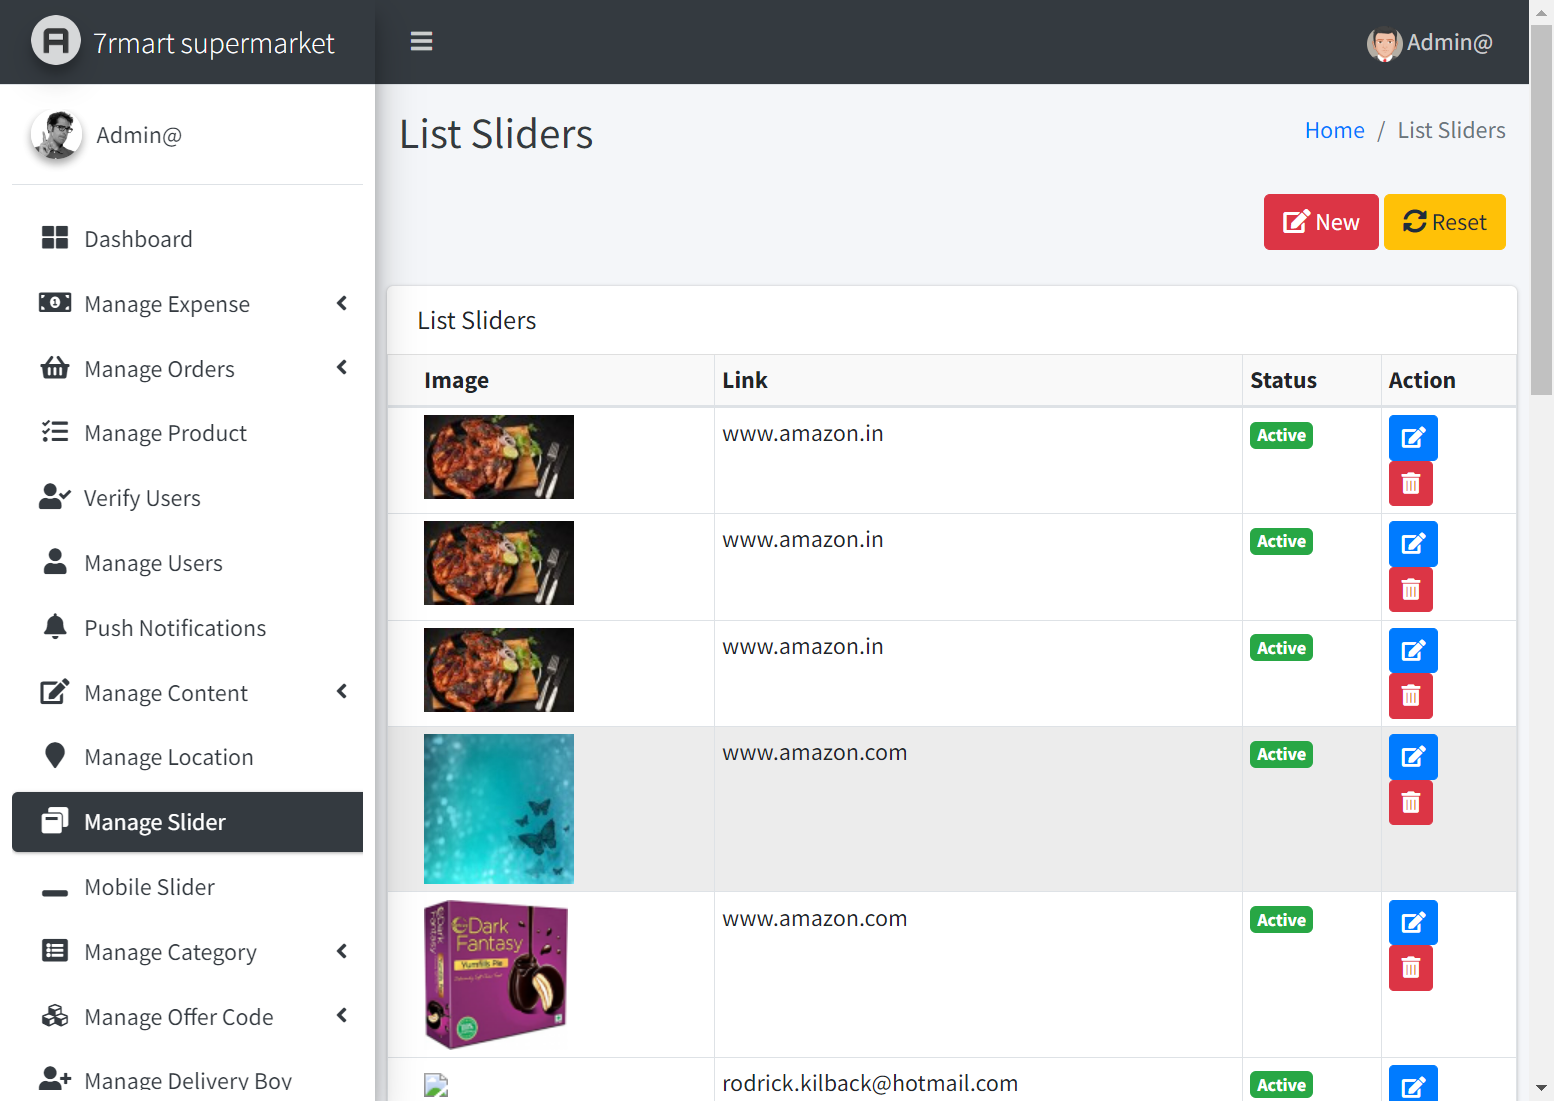 7rmart supermarket
Admin@
Admin@
List Sliders
Home / List Sliders
New
Reset
Dashboard
Manage Expense
Manage Orders
Manage Product
Verify Users
Manage Users
Push Notifications
Manage Content
Manage Location
Manage Slider
Mobile Slider
Manage Category
Manage Offer Code
Manage Delivery Boy
List Sliders
Image Link Status Action
www.amazon.in Active
www.amazon.in Active
www.amazon.in Active
www.amazon.com Active
Dark
Fantasy
Yumfills Pie
www.amazon.com Active
rodrick.kilback@hotmail.com Active